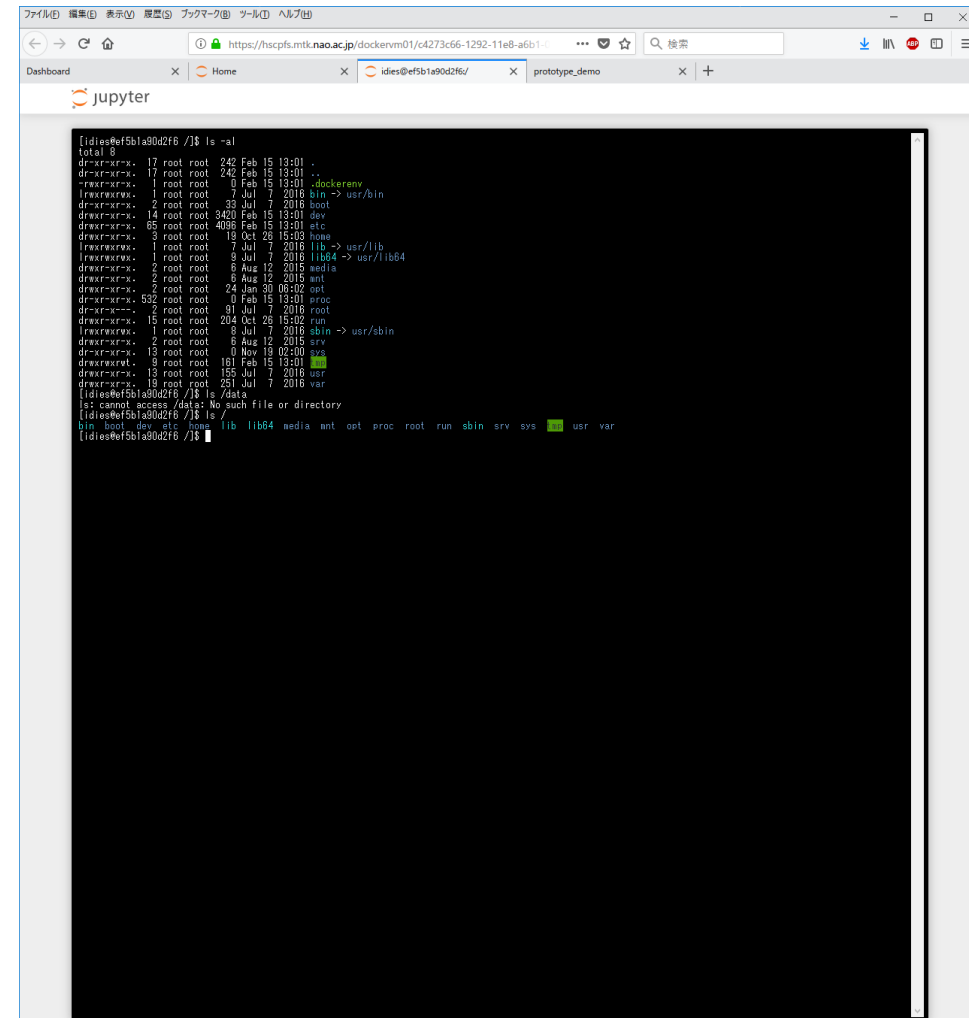 ファイル(F) 編集(E) 表示(V) 履歴(S) ブックマーク(B) ツール(T) ヘルプ(H)
https://hscpfs.mtk.nao.ac.jp/dockervm01/c4273c66-1292-11e8-a6b1- 検索
ABP
Dashboard Home idies@ef5b1a90d2f6:/ prototype_demo
jupyter
[idies@ef5b1a90d2f6 /]$ ls -al
total 8
dr-xr-xr-x. 17 root root 242 Feb 15 13:01 .
dr-xr-xr-x. 17 root root 242 Feb 15 13:01 ..
-rwxr-xr-x. 1 root root 0 Feb 15 13:01 .dockerenv
lrwxrwxrwx. 1 root root 7 Jul 7 2016 bin -> usr/bin
dr-xr-xr-x. 2 root root 33 Jul 7 2016 boot
drwxr-xr-x. 14 root root 3420 Feb 15 13:01 dev
drwxr-xr-x. 65 root root 4096 Feb 15 13:01 etc
drwxr-xr-x. 3 root root 19 Oct 26 15:03 home
lrwxrwxrwx. 1 root root 7 Jul 7 2016 lib -> usr/lib
lrwxrwxrwx. 1 root root 9 Jul 7 2016 lib64 -> usr/lib64
drwxr-xr-x. 2 root root 6 Aug 12 2015 media
drwxr-xr-x. 2 root root 6 Aug 12 2015 mnt
drwxr-xr-x. 2 root root 24 Jan 30 06:02 opt
dr-xr-xr-x. 532 root root 0 Feb 15 13:01 proc
dr-xr-x---. 2 root root 91 Jul 7 2016 root
drwxr-xr-x. 15 root root 204 Oct 26 15:02 run
lrwxrwxrwx. 1 root root 8 Jul 7 2016 sbin -> usr/sbin
drwxr-xr-x. 2 root root 6 Aug 12 2015 srv
dr-xr-xr-x. 13 root root 0 Nov 19 02:00 sys
drwxrwxrwt. 9 root root 161 Feb 15 13:01 tmp
drwxr-xr-x. 13 root root 155 Jul 7 2016 usr
drwxr-xr-x. 19 root root 251 Jul 7 2016 var
[idies@ef5b1a90d2f6 /]$ ls /data
ls: cannot access /data: No such file or directory
[idies@ef5b1a90d2f6 /]$ ls /
bin boot dev etc home lib lib64 media mnt opt proc root run sbin srv sys tmp usr var
[idies@ef5b1a90d2f6 /]$